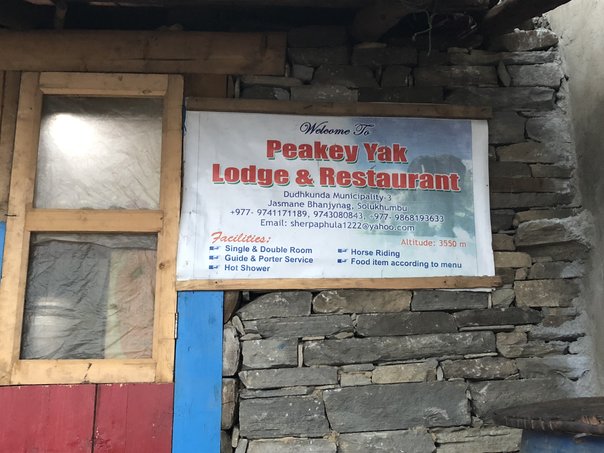 Welcome To
Peakey Yak
Lodge & Restaurant
Dudhkunda Municipality-3
Jasmane Bhanjynag, Solukhumbu
+977- 9741171189, 9743080843, +977- 9868193633
Email: sherpaphula1222@yahoo.com
Altitude: 3550 m
Facilities:
Single & Double Room
Guide & Porter Service
Hot Shower
Horse Riding
Food item according to menu